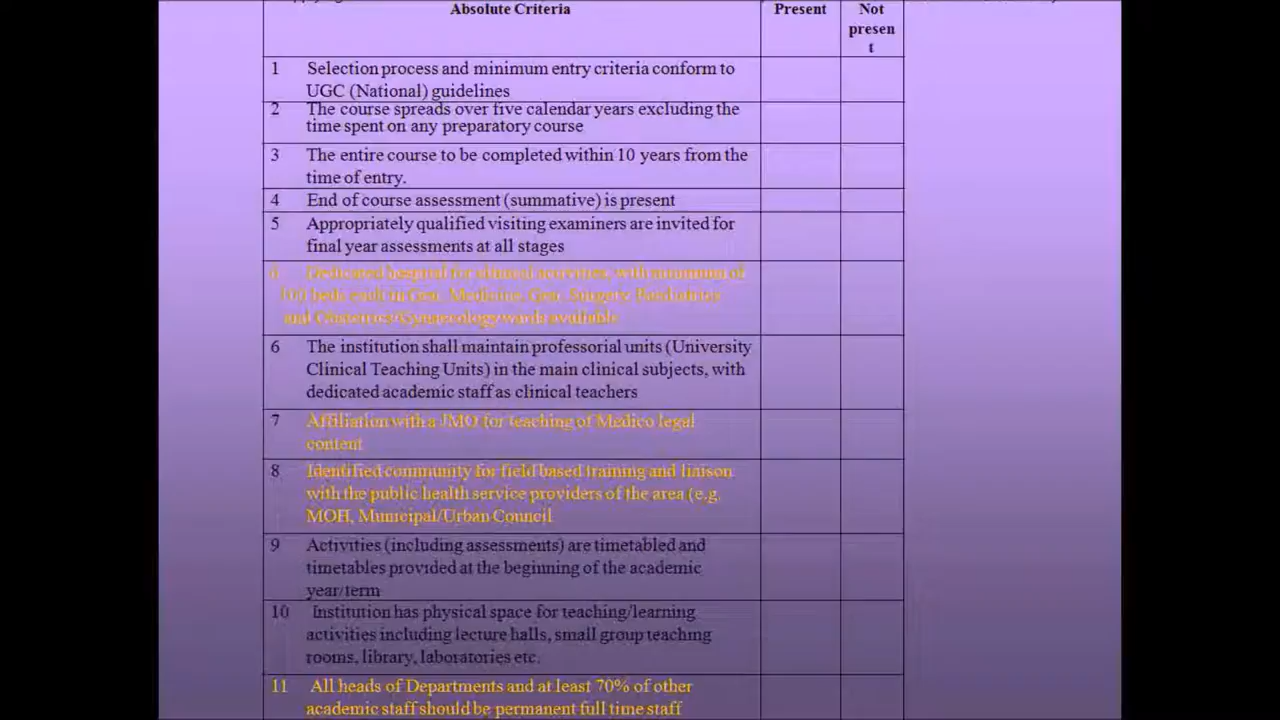 Absolute Criteria
Present
Not
presen
t
1 Selection process and minimum entry criteria conform to
UGC (National) guidelines
2 The course spreads over five calendar years excluding the
time spent on any preparatory course
3 The entire course to be completed within 10 years from the
time of entry.
4 End of course assessment (summative) is present
5 Appropriately qualified visiting examiners are invited for
final year assessments at all stages
Dedicated hospital for clinical activities, with minimum of
100 beds each in Gen. Medicine, Gen. Surgery, Paediatrics
and Obstetrics/Gynaecology wards available
6 The institution shall maintain professorial units (University
Clinical Teaching Units) in the main clinical subjects, with
dedicated academic staff as clinical teachers
7 Affiliation with a JMO for teaching of Medico legal
content
8 Identified community for field based training and liaison
with the public health service providers of the area (e.g.
MOH, Municipal/Urban Council
9 Activities (including assessments) are timetabled and
timetables provided at the beginning of the academic
year/term
10 Institution has physical space for teaching/learning
activities including lecture halls, small group teaching
rooms, library, laboratories etc.
11 All heads of Departments and at least 70% of other
academic staff should be permanent full time staff